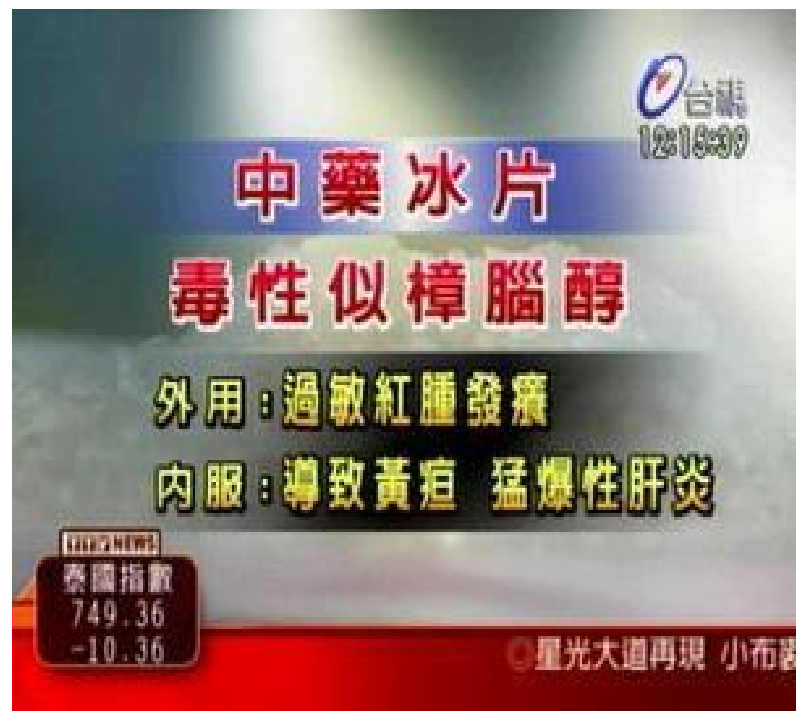 台視
12:15:39
中藥冰片
毒性似樟腦醇
外用:過敏紅腫發癢
內服:導致黃疸 猛爆性肝炎
NEWS
泰國指數
749.36
-10.36
◎星光大道再現 小布裝